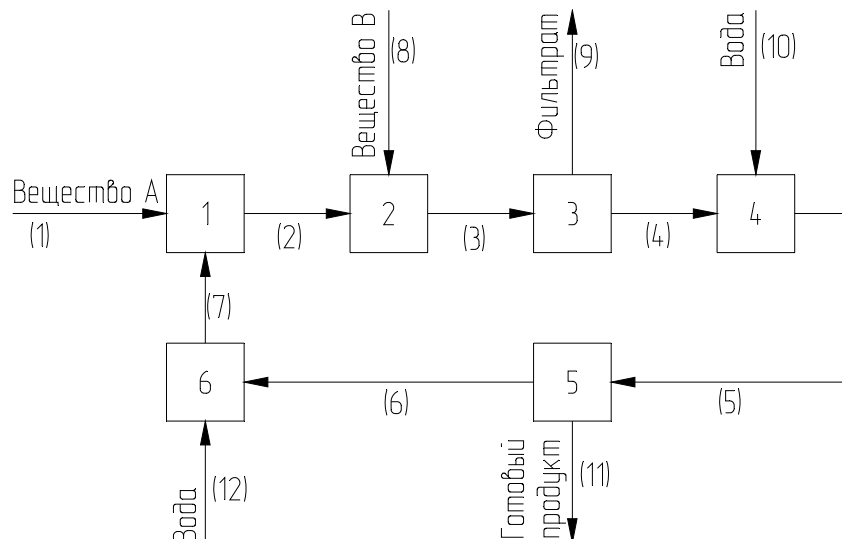 Вещество В
(8)
Фильтрат
(9)
Вода
(10)
Вещество А
(1)
1
(2)
2
(3)
3
(4)
4
(7)
6
(6)
5
(5)
Вода
(12)
Готовый
продукт
(11)